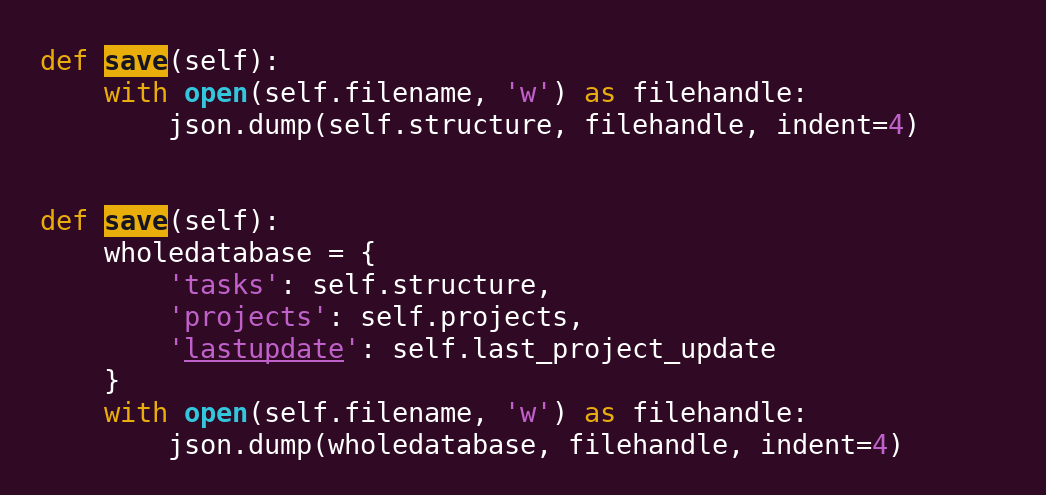 def save(self):
    with open(self.filename, 'w') as filehandle:
        json.dump(self.structure, filehandle, indent=4)
def save(self):
    wholedatabase = {
        'tasks': self.structure,
        'projects': self.projects,
        'lastupdate': self.last_project_update
    }
    with open(self.filename, 'w') as filehandle:
        json.dump(wholedatabase, filehandle, indent=4)